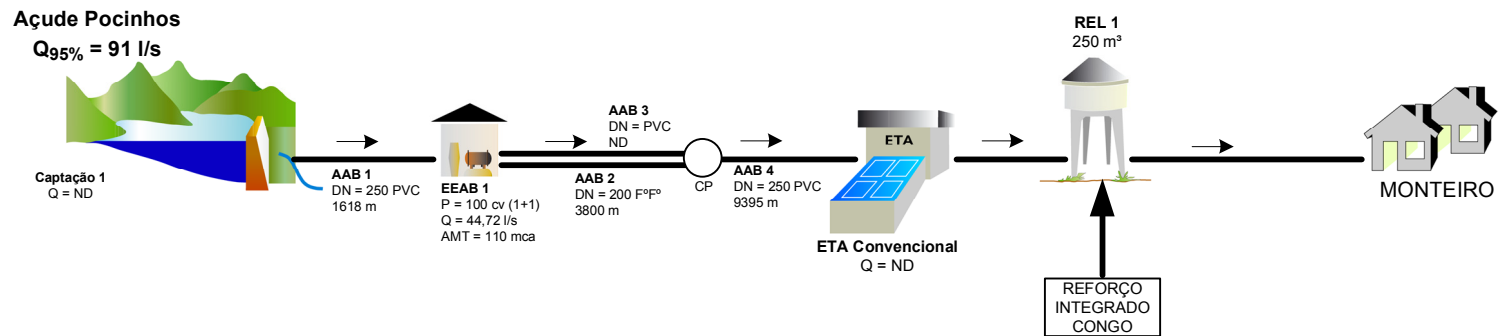 Açude Pocinhos
Q95% = 91 l/s
Captação 1
Q = ND
AAB 1
DN = 250 PVC
1618 m
EEAB 1
P = 100 cv (1+1)
Q = 44,72 l/s
AMT = 110 mca
AAB 3
DN = PVC
ND
AAB 2
DN = 200 FºFº
3800 m
CP
AAB 4
DN = 250 PVC
9395 m
ETA
ETA Convencional
Q = ND
REL 1
250 m³
REFORÇO
INTEGRADO
CONGO
MONTEIRO